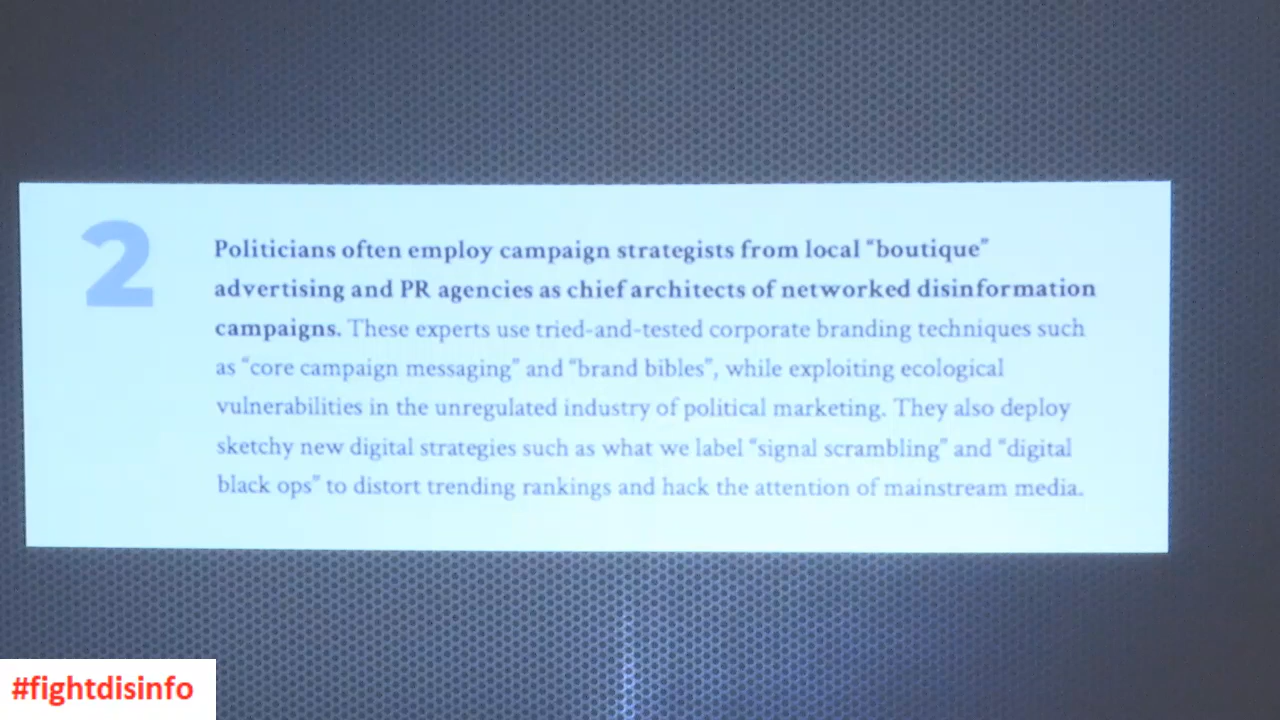 2
Politicians often employ campaign strategists from local “boutique”
advertising and PR agencies as chief architects of networked disinformation
campaigns. These experts use tried-and-tested corporate branding techniques such
as “core campaign messaging” and “brand bibles”, while exploiting ecological
vulnerabilities in the unregulated industry of political marketing. They also deploy
sketchy new digital strategies such as what we label “signal scrambling” and “digital
black ops” to distort trending rankings and hack the attention of mainstream media.
#fightdisinfo